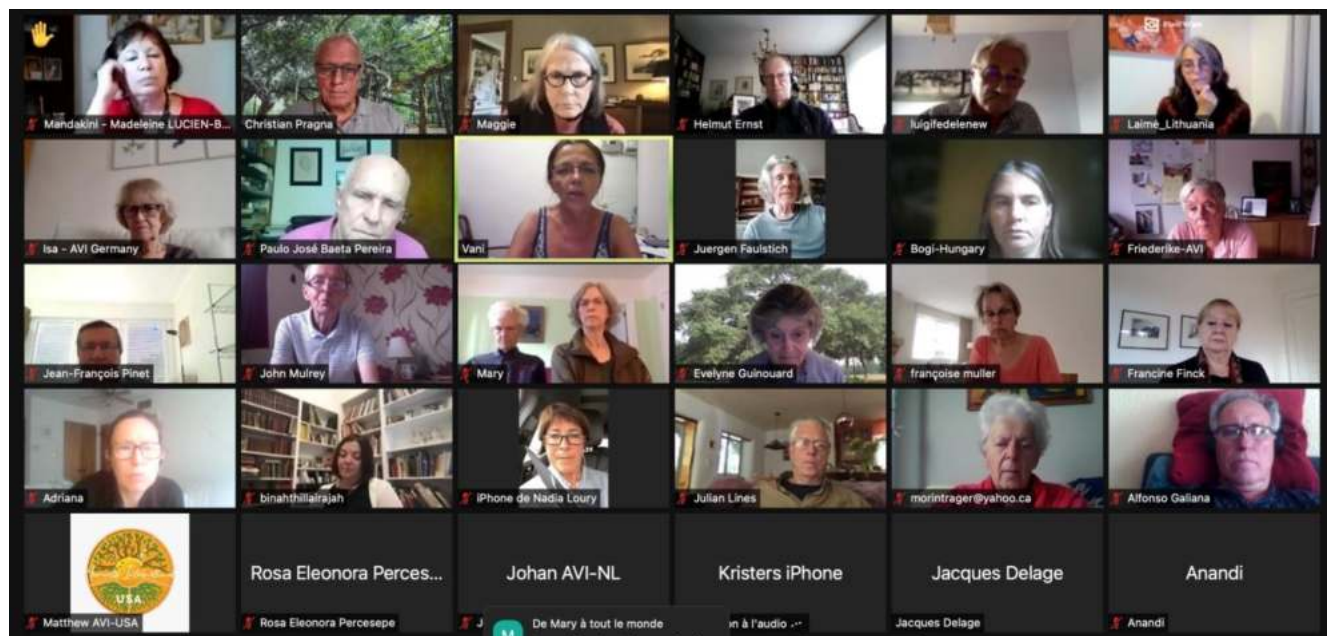 Mandakini - Madeleine LUCIEN-B...
Christian Pragna
Maggie
Helmut Ernst
luigifedelenew
Laimė_Lithuania
Isa - AVI Germany
Paulo José Baeta Pereira
Vani
Juergen Faulstich
Bogi-Hungary
Friederike-AVI
Jean-François Pinet
John Mulrey
Mary
Evelyne Guinouard
françoise muller
Francine Finck
Adriana
binahthillairajah
iPhone de Nadia Loury
Julian Lines
morintrager@yahoo.ca
Alfonso Galiana
USA
Matthew AVI-USA
Rosa Eleonora Perces...
Rosa Eleonora Percesepe
Johan AVI-NL
J
M
De Mary à tout le monde
Kristers iPhone
on à l'audio ...
Jacques Delage
Jacques Delage
Anandi
Anandi